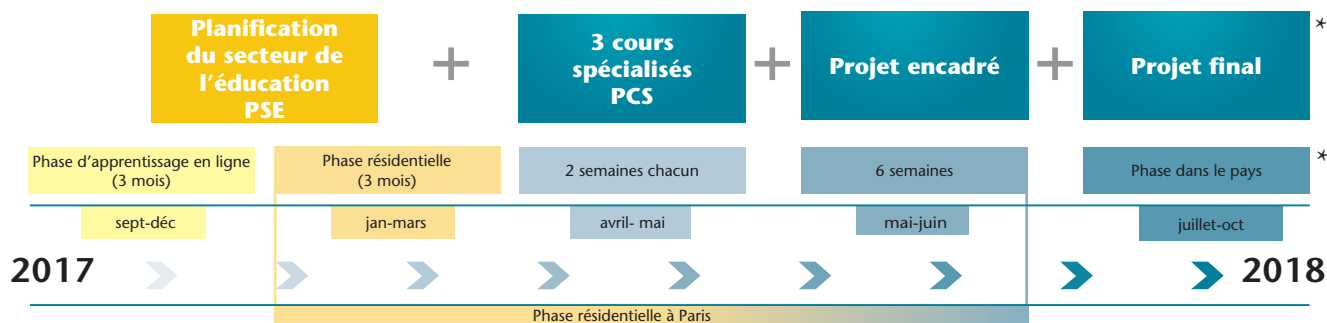 Planification
du secteur de
l’éducation
PSE
+
3 cours
spécialisés
PCS
+
Projet encadré
+
Projet final
*
Phase d’apprentissage en ligne
(3 mois)
Phase résidentielle
(3 mois)
2 semaines chacun
6 semaines
Phase dans le pays
*
sept-déc
jan-mars
avril- mai
mai-juin
juillet-oct
2017
2018
Phase résidentielle à Paris